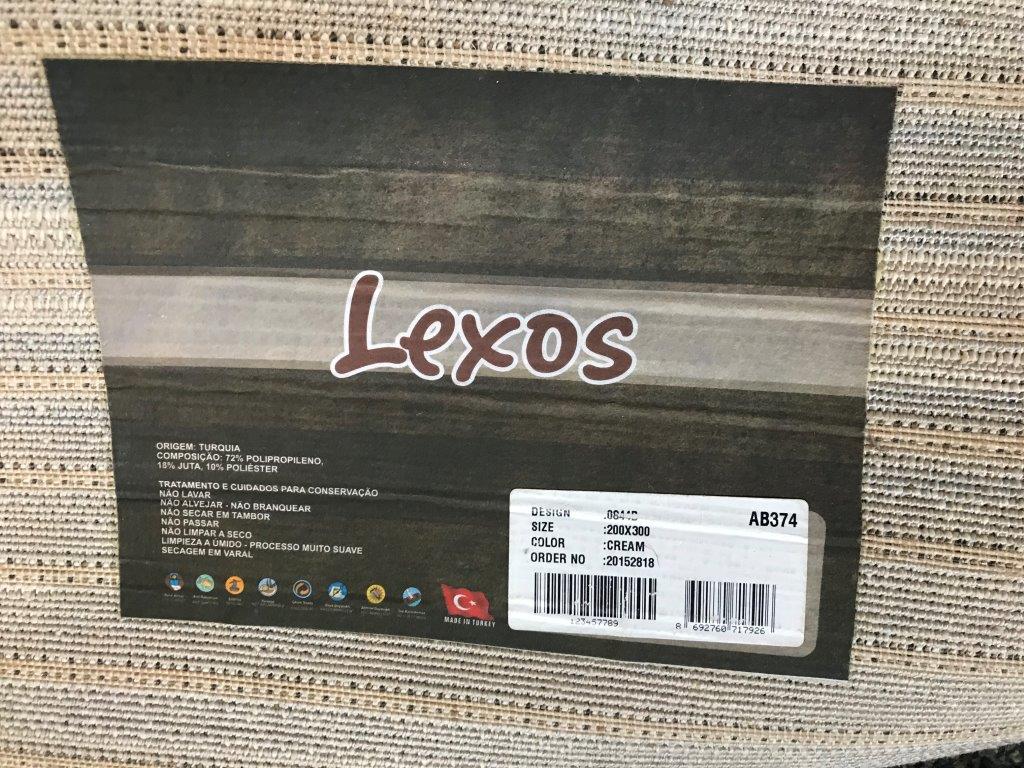 Lexos
ORIGEM: TURQUIA
COMPOSIÇÃO: 72% POLIPROPILENO,
18% JUTA, 10% POLIÉSTER
TRATAMENTO E CUIDADOS PARA CONSERVAÇÃO
NÃO LAVAR
NÃO ALVEJAR - NÃO BRANQUEAR
NÃO SECAR EM TAMBOR
NÃO PASSAR
NÃO LIMPAR A SECO
LIMPIEZA A ÚMIDO - PROCESSO MUITO SUAVE
SECAGEM EM VARAL
MADE IN TURKEY
DESIGN
AB374
SIZE :200X300
COLOR :CREAM
ORDER NO :20152818
123457789
8 692760 717926